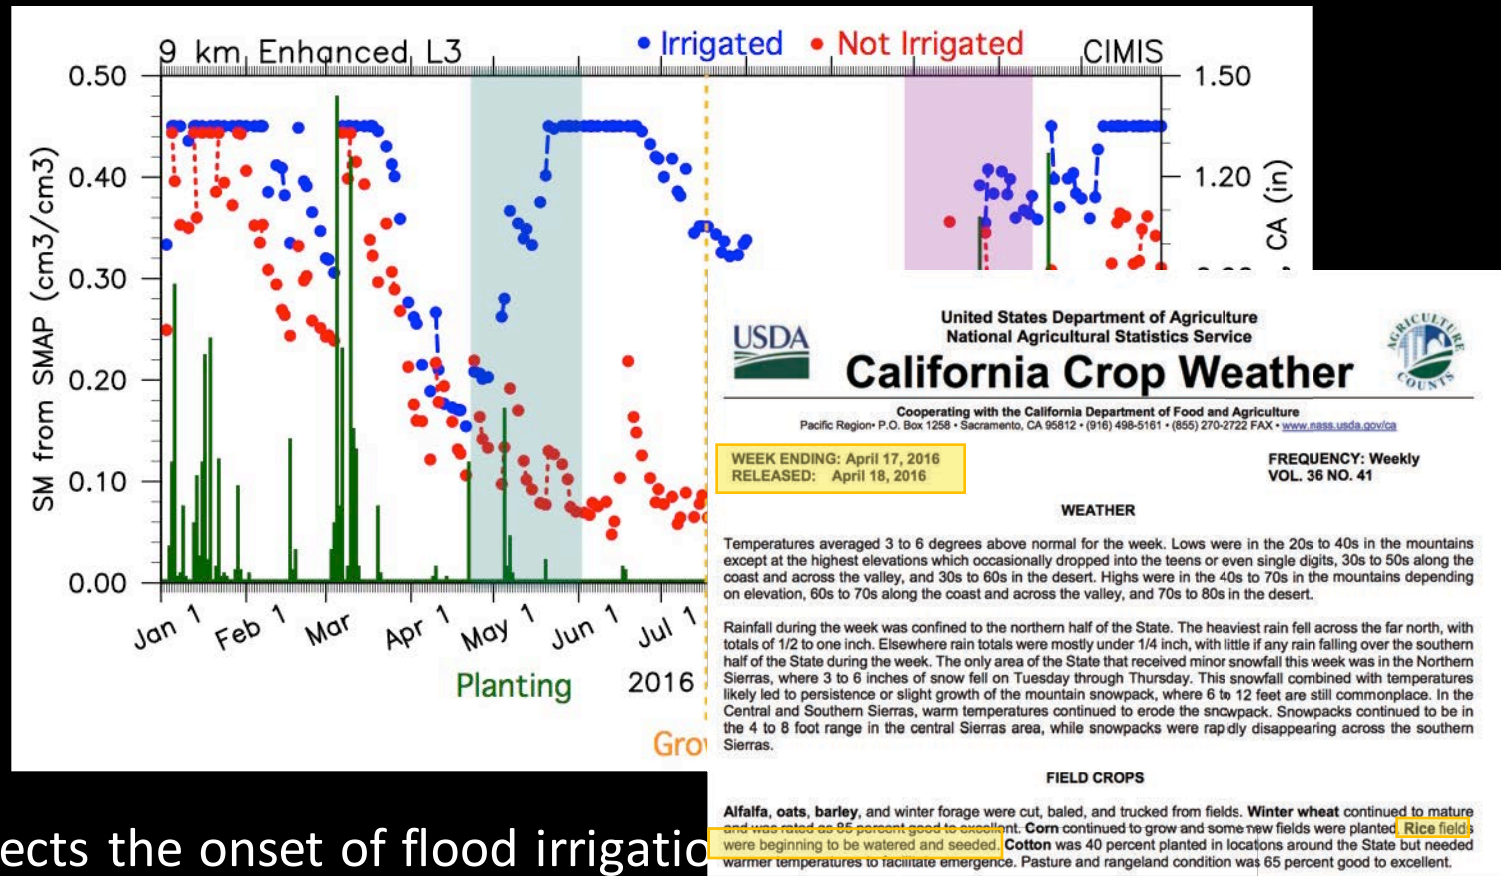 9 km Enhanced L3
Irrigated
Not Irrigated
CIMIS
0.50
0.40
0.30
0.20
0.10
0.00
SM from SMAP (cm3/cm3)
1.50
1.20
CA (in)
Jan 1
Feb 1
Mar
Apr 1
May 1
Jun 1
Jul 1
Planting
2016
Gro
USDA
United States Department of Agriculture
National Agricultural Statistics Service
California Crop Weather
AGRICULTURE COUNTS
Cooperating with the California Department of Food and Agriculture
Pacific Region• P.O. Box 1258 • Sacramento, CA 95812 • (916) 498-5161 • (855) 270-2722 FAX • www.nass.usda.gov/ca
WEEK ENDING: April 17, 2016
RELEASED: April 18, 2016
FREQUENCY: Weekly
VOL. 36 NO. 41
WEATHER
Temperatures averaged 3 to 6 degrees above normal for the week. Lows were in the 20s to 40s in the mountains
except at the highest elevations which occasionally dropped into the teens or even single digits, 30s to 50s along the
coast and across the valley, and 30s to 60s in the desert. Highs were in the 40s to 70s in the mountains depending
on elevation, 60s to 70s along the coast and across the valley, and 70s to 80s in the desert.
Rainfall during the week was confined to the northern half of the State. The heaviest rain fell across the far north, with
totals of 1/2 to one inch. Elsewhere rain totals were mostly under 1/4 inch, with little if any rain falling over the southern
half of the State during the week. The only area of the State that received minor snowfall this week was in the Northern
Sierras, where 3 to 6 inches of snow fell on Tuesday through Thursday. This snowfall combined with temperatures
likely led to persistence or slight growth of the mountain snowpack, where 6 to 12 feet are still commonplace. In the
Central and Southern Sierras, warm temperatures continued to erode the snowpack. Snowpacks continued to be in
the 4 to 8 foot range in the central Sierras area, while snowpacks were rapidly disappearing across the southern
Sierras.
FIELD CROPS
Alfalfa, oats, barley, and winter forage were cut, baled, and trucked from fields. Winter wheat continued to mature
and was rated as 85 percent good to excellent. Corn continued to grow and some new fields were planted. Rice fields
were beginning to be watered and seeded. Cotton was 40 percent planted in locations around the State but needed
warmer temperatures to facilitate emergence. Pasture and rangeland condition was 65 percent good to excellent.
ects the onset of flood irrigatio